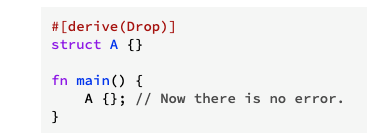 #[derive(Drop)]
struct A {}

fn main() {
    A {}; // Now there is no error.
}